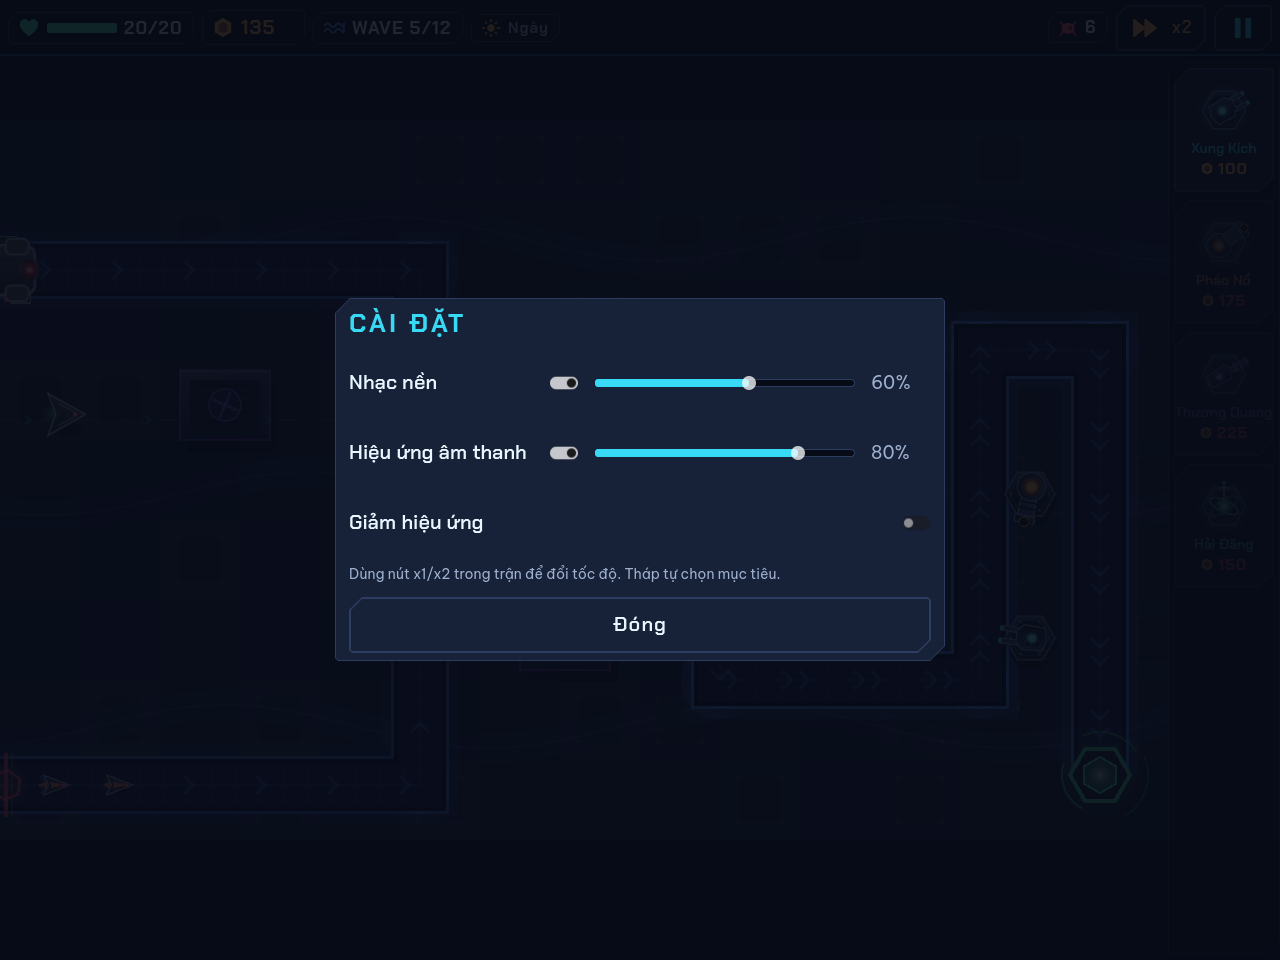 20/20
135
WAVE 5/12
Ngày
6
x2
Xung Kích
100
Pháo Nổ
175
Thương Quang
225
Hải Đăng
150
CÀI ĐẶT
Nhạc nền
60%
Hiệu ứng âm thanh
80%
Giảm hiệu ứng
Dùng nút x1/x2 trong trận để đổi tốc độ. Tháp tự chọn mục tiêu.
Đóng